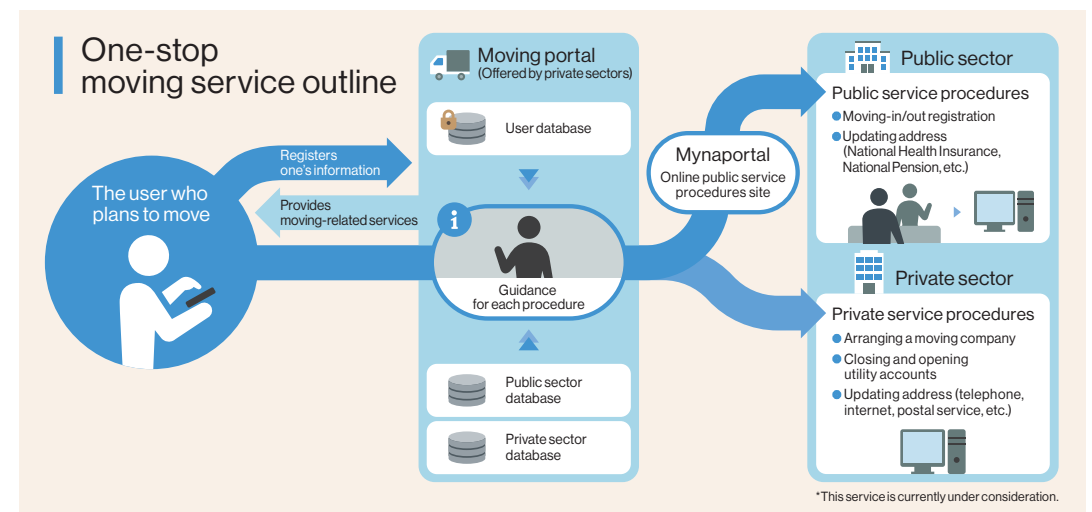 One-stop
moving service outline
The user who
plans to move
Registers
one's information
Provides
moving-related services
Moving portal
(Offered by private sectors)
User database
i
Guidance
for each procedure
Public sector
database
Private sector
database
Mynaportal
Online public service
procedures site
Public sector
Public service procedures
●Moving-in/out registration
●Updating address
(National Health Insurance,
National Pension, etc.)
Private sector
Private service procedures
●Arranging a moving company
●Closing and opening
utility accounts
●Updating address (telephone,
internet, postal service, etc.)
*This service is currently under consideration.